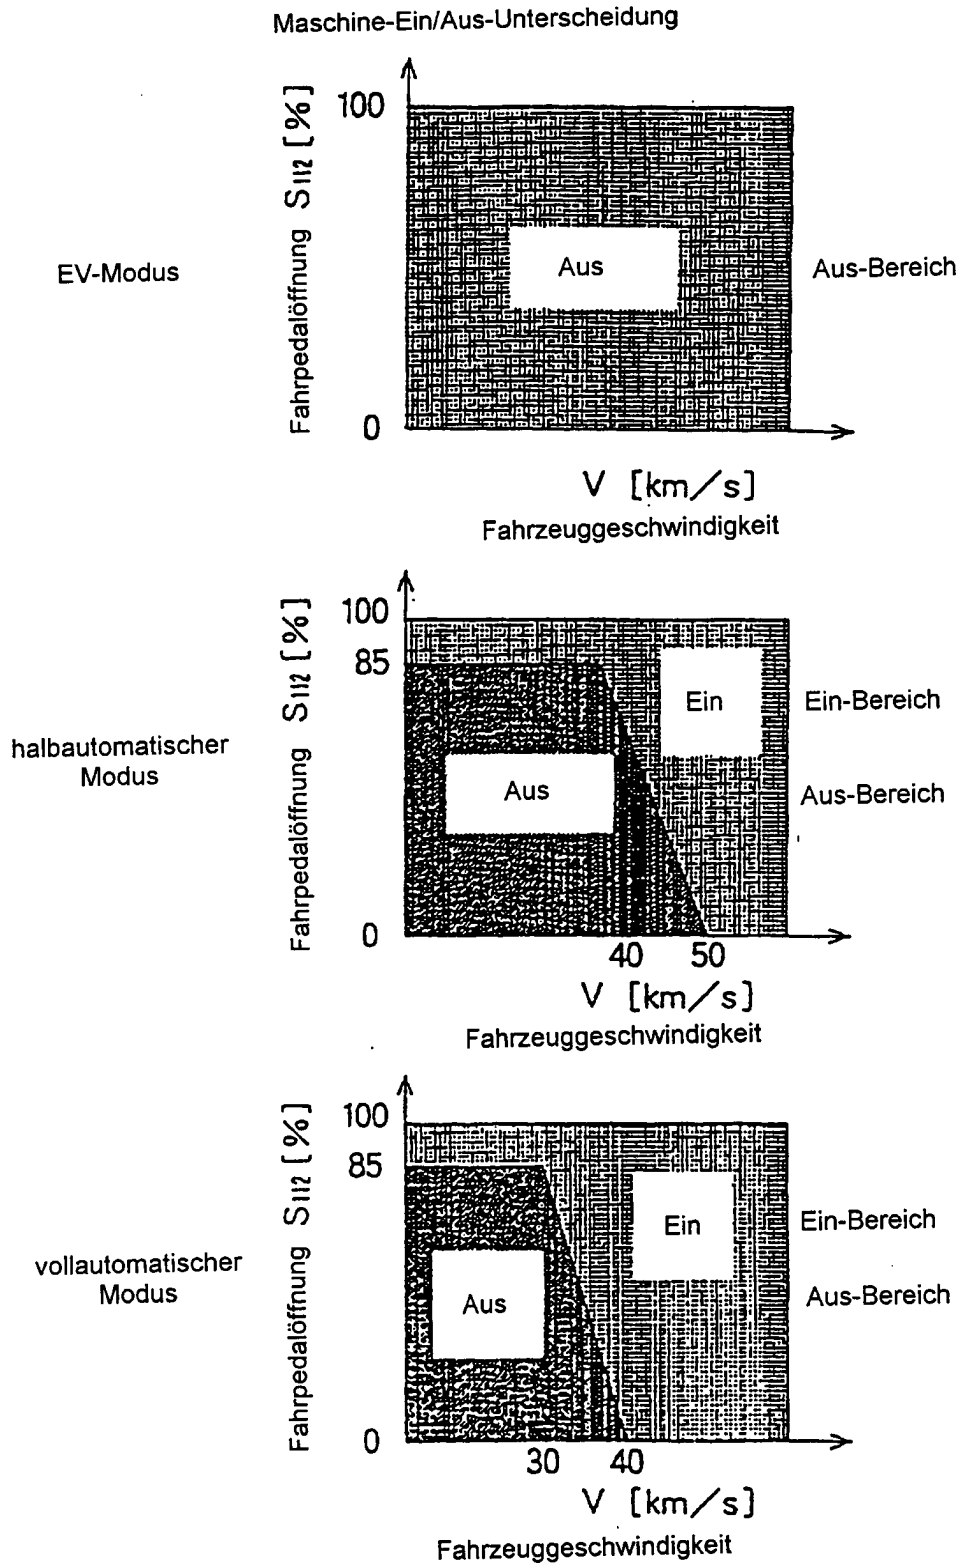 Maschine-Ein/Aus-Unterscheidung
EV-Modus
Fahrpedalöffnung S112 [%]
100
0
Aus
Aus-Bereich
V [km/s]
Fahrzeuggeschwindigkeit
halbautomatischer
Modus
Fahrpedalöffnung S112 [%]
100
85
0
Aus
Ein
Ein-Bereich
Aus-Bereich
40 50
V [km/s]
Fahrzeuggeschwindigkeit
vollautomatischer
Modus
Fahrpedalöffnung S112 [%]
100
85
0
Aus
Ein
Ein-Bereich
Aus-Bereich
30 40
V [km/s]
Fahrzeuggeschwindigkeit